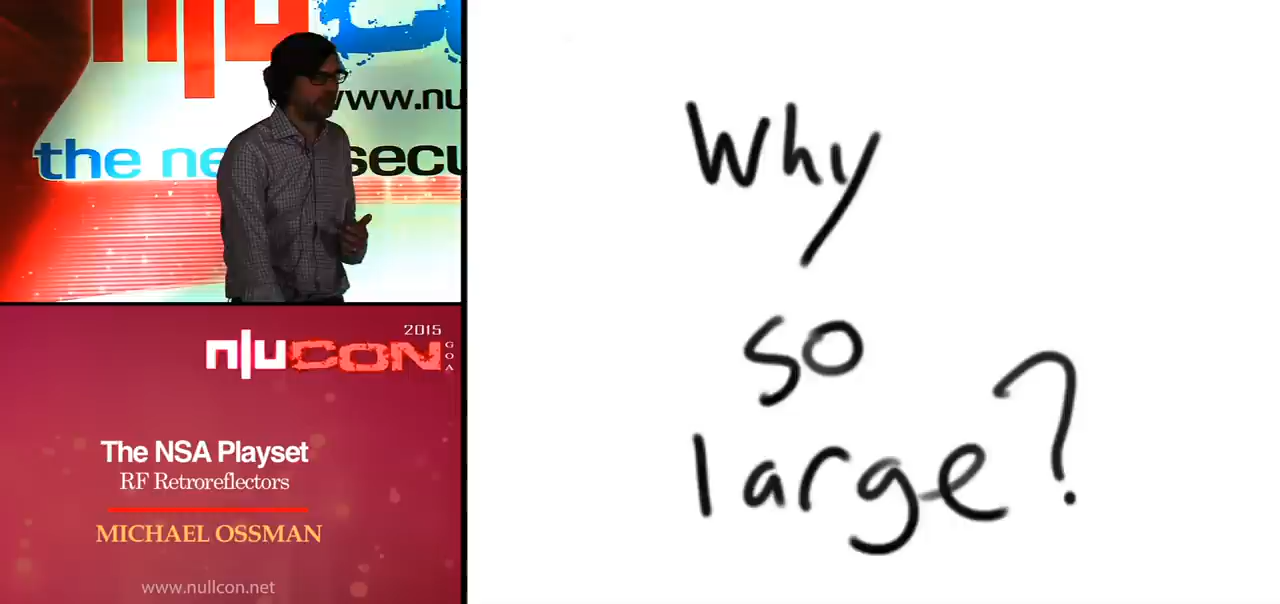 www.nu
the ne secu
nucon
2015
GOA
The NSA Playset
RF Retroreflectors
MICHAEL OSSMAN
www.nullcon.net
Why
so
large?